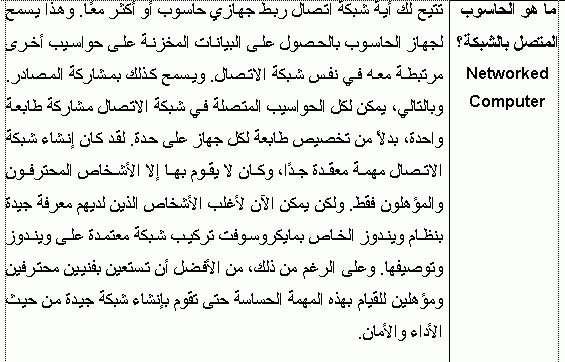 ما هو الحاسوب
المتصل بالشبكة؟
Networked
Computer
تتيح لك أية شبكة اتصال ربط جهازي حاسوب أو أكثر معًا. وهذا يسمح
لجهاز الحاسوب بالحصول على البيانات المخزنة على حواسيب أخرى
مرتبطة معه في نفس شبكة الاتصال. ويسمح كذلك بمشاركة المصادر.
وبالتالي، يمكن لكل الحواسيب المتصلة في شبكة الاتصال مشاركة طابعة
واحدة، بدلاً من تخصيص طابعة لكل جهاز على حدة. لقد كان إنشاء شبكة
الاتصال مهمة معقدة جدًا، وكان لا يقوم بها إلا الأشخاص المحترفون
والمؤهلون فقط. ولكن يمكن الآن لأغلب الأشخاص الذين لديهم معرفة جيدة
بنظام ويندوز الخاص بمايكروسوفت تركيب شبكة معتمدة على ويندوز
وتوصيفها. وعلى الرغم من ذلك، من الأفضل أن تستعين بفنيين محترفين
ومؤهلين للقيام بهذه المهمة الحساسة حتى تقوم بإنشاء شبكة جيدة من حيث
الأداء والأمان.